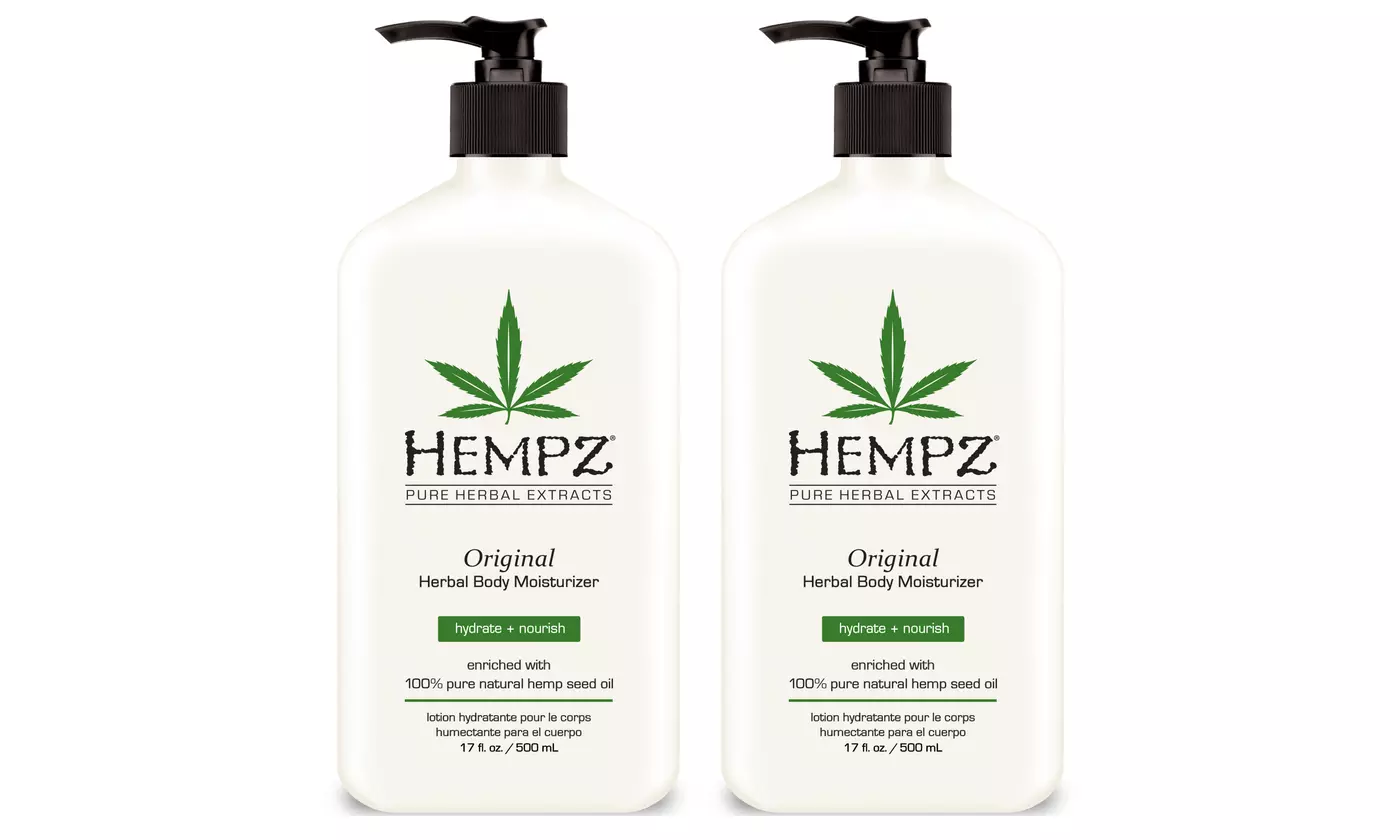 HEMPZ®
PURE HERBAL EXTRACTS
Original
Herbal Body Moisturizer
hydrate + nourish
enriched with
100% pure natural hemp seed oil
lotion hydratante pour le corps
humectante para el cuerpo
17 fl. oz. / 500 mL
HEMPZ®
PURE HERBAL EXTRACTS
Original
Herbal Body Moisturizer
hydrate + nourish
enriched with
100% pure natural hemp seed oil
lotion hydratante pour le corps
humectante para el cuerpo
17 fl. oz. / 500 mL